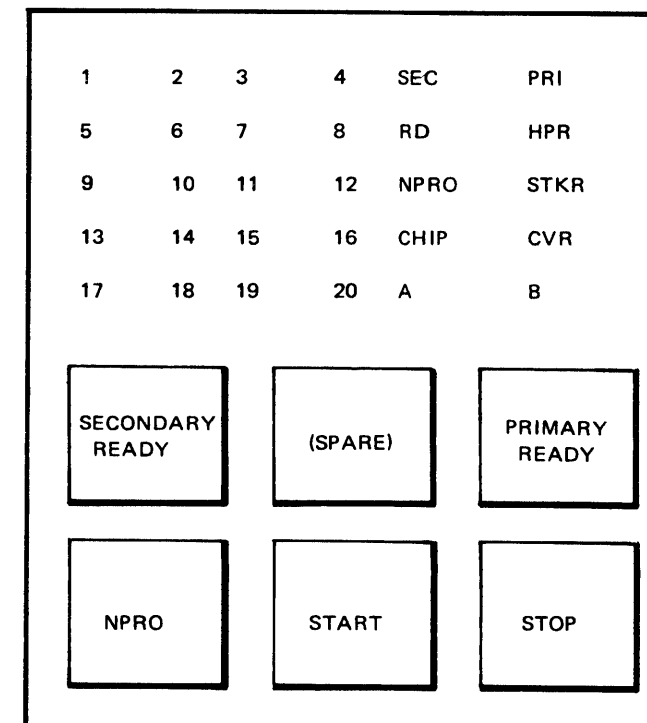 1 2 3 4 SEC PRI
5 6 7 8 RD HPR
9 10 11 12 NPRO STKR
13 14 15 16 CHIP CVR
17 18 19 20 A B
SECONDARY
READY
(SPARE)
PRIMARY
READY
NPRO
START
STOP